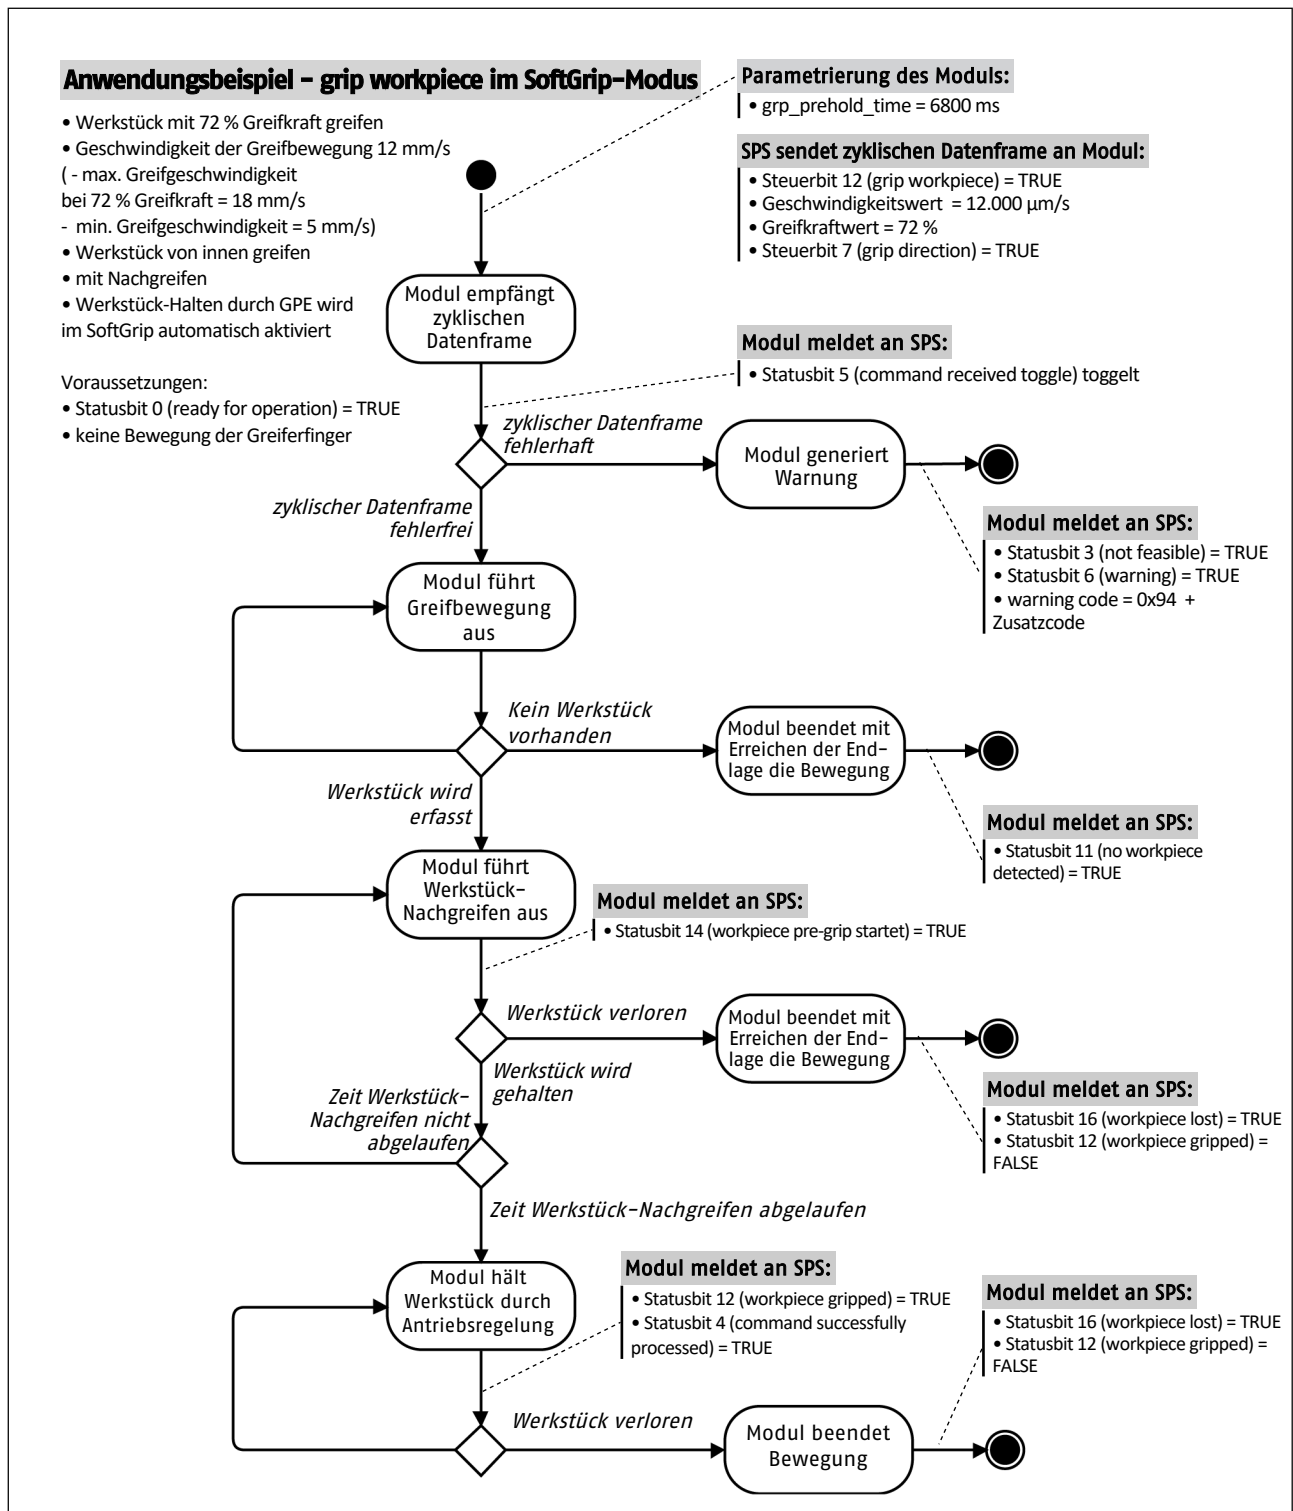 Anwendungsbeispiel – grip workpiece im SoftGrip-Modus
• Werkstück mit 72 % Greifkraft greifen
• Geschwindigkeit der Greifbewegung 12 mm/s
( - max. Greifgeschwindigkeit
bei 72 % Greifkraft = 18 mm/s
- min. Greifgeschwindigkeit = 5 mm/s)
• Werkstück von innen greifen
• mit Nachgreifen
• Werkstück-Halten durch GPE wird
im SoftGrip automatisch aktiviert
Voraussetzungen:
• Statusbit 0 (ready for operation) = TRUE
• keine Bewegung der Greiferfinger
Parametrierung des Moduls:
• grp_prehold_time = 6800 ms
SPS sendet zyklischen Datenframe an Modul:
• Steuerbit 12 (grip workpiece) = TRUE
• Geschwindigkeitswert = 12.000 µm/s
• Greifkraftwert = 72 %
• Steuerbit 7 (grip direction) = TRUE
Modul empfängt
zyklischen
Datenframe
Modul meldet an SPS:
• Statusbit 5 (command received toggle) toggelt
zyklischer Datenframe
fehlerhaft
Modul generiert
Warnung
zyklischer Datenframe
fehlerfrei
Modul meldet an SPS:
• Statusbit 3 (not feasible) = TRUE
• Statusbit 6 (warning) = TRUE
• warning code = 0x94 +
Zusatzcode
Modul führt
Greifbewegung
aus
Kein Werkstück
vorhanden
Modul beendet mit
Erreichen der End-
lage die Bewegung
Werkstück wird
erfasst
Modul meldet an SPS:
• Statusbit 11 (no workpiece
detected) = TRUE
Modul führt
Werkstück-
Nachgreifen aus
Modul meldet an SPS:
• Statusbit 14 (workpiece pre-grip startet) = TRUE
Werkstück verloren
Modul beendet mit
Erreichen der End-
lage die Bewegung
Werkstück wird
gehalten
Zeit Werkstück-
Nachgreifen nicht
abgelaufen
Modul meldet an SPS:
• Statusbit 16 (workpiece lost) = TRUE
• Statusbit 12 (workpiece gripped) =
FALSE
Zeit Werkstück-Nachgreifen abgelaufen
Modul hält
Werkstück durch
Antriebsregelung
Modul meldet an SPS:
• Statusbit 12 (workpiece gripped) = TRUE
• Statusbit 4 (command successfully
processed) = TRUE
Modul meldet an SPS:
• Statusbit 16 (workpiece lost) = TRUE
• Statusbit 12 (workpiece gripped) =
FALSE
Werkstück verloren
Modul beendet
Bewegung